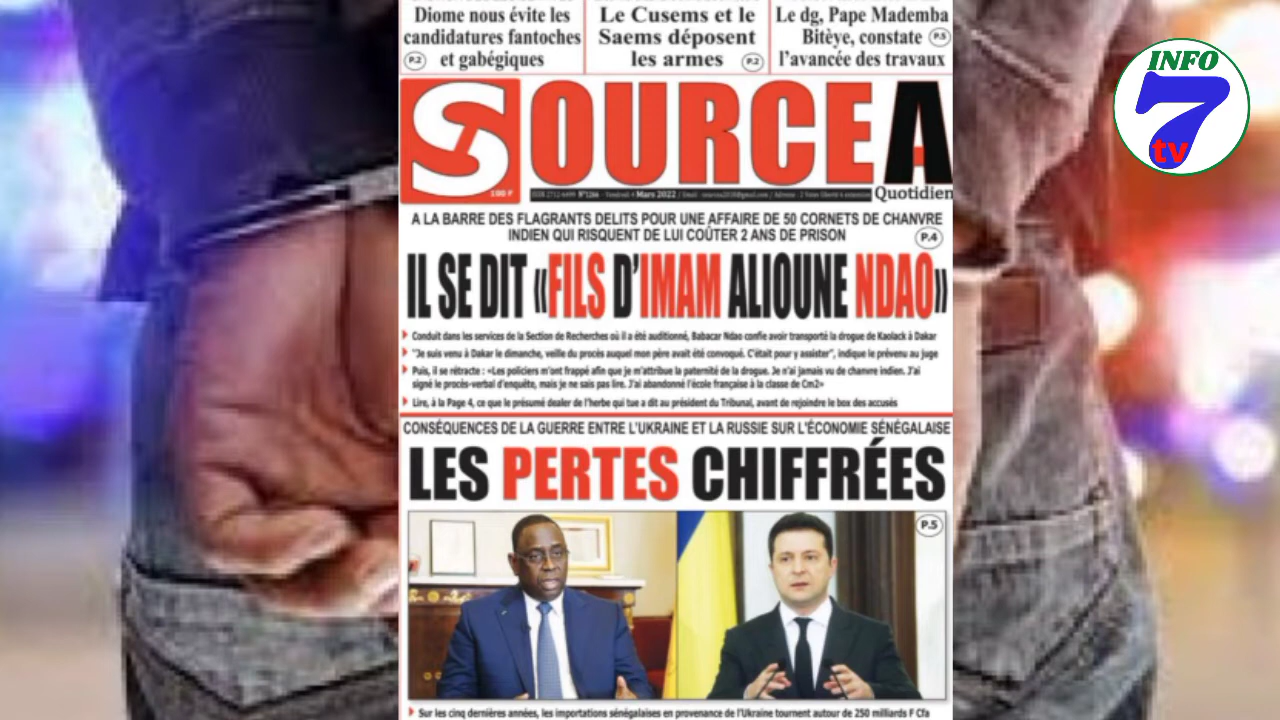 Diome nous évite les
candidatures fantoches
P.2 et gabégiques
Le Cusems et le
Saems déposent
les armes P.2
Le dg, Pape Mademba
Bitèye, constate P.5
l'avancée des travaux
INFO
7
tv
SOURCE A
100 F
N°1166 Vendredi 4 Mars 2022
Quotidien
A LA BARRE DES FLAGRANTS DELITS POUR UNE AFFAIRE DE 50 CORNETS DE CHANVRE
INDIEN QUI RISQUENT DE LUI COÛTER 2 ANS DE PRISON
P.4
IL SE DIT «FILS D'IMAM ALIOUNE NDAO»
Conduit dans les services de la Section de Recherches où il a été auditionné, Babacar Ndao confie avoir transporté la drogue de Kaolack à Dakar
"Je suis venu à Dakar le dimanche, veille du procès auquel mon père avait été convoqué. C'était pour y assister", indique le prévenu au juge
Puis, il se rétracte : «Les policiers m'ont frappé afin que je m'attribue la paternité de la drogue. Je n'ai jamais vu de chanvre indien. J'ai
signé le procès-verbal d'enquête, mais je ne sais pas lire. J'ai abandonné l'école française à la classe de Cm2»
Lire, à la Page 4, ce que le présumé dealer de l'herbe qui tue a dit au président du Tribunal, avant de rejoindre le box des accusés
CONSÉQUENCES DE LA GUERRE ENTRE L'UKRAINE ET LA RUSSIE SUR L'ÉCONOMIE SÉNÉGALAISE
LES PERTES CHIFFRÉES
P.5
Sur les cinq dernières années, les importations sénégalaises en provenance de l'Ukraine tournent autour de 250 milliards F Cfa